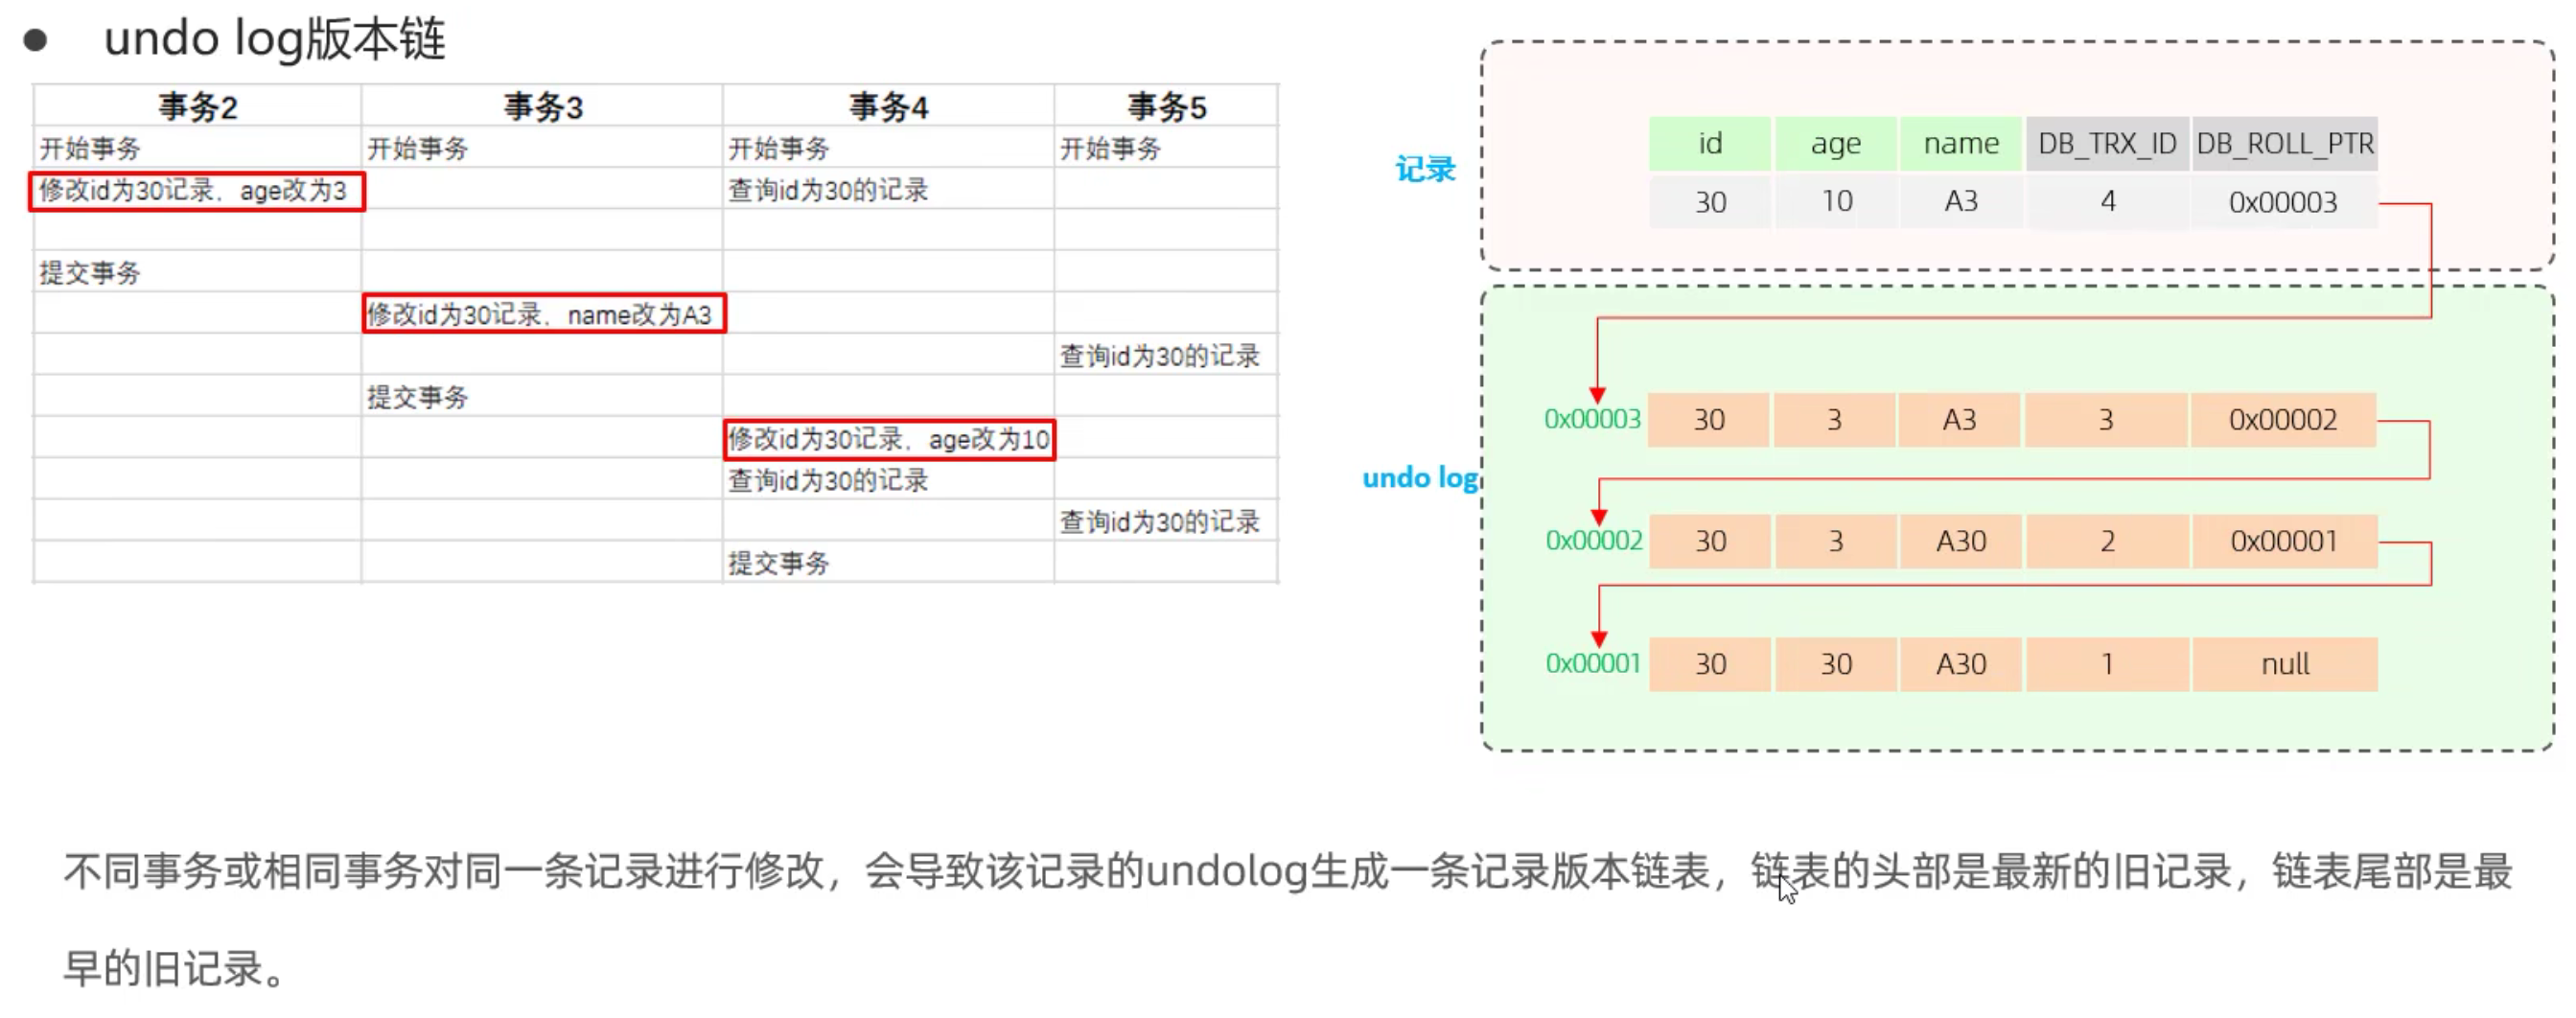 ● undo log版本链
事务2 事务3 事务4 事务5
开始事务 开始事务 开始事务 开始事务
修改id为30记录，age改为3 查询id为30的记录
提交事务
修改id为30记录，name改为A3
查询id为30的记录
提交事务
修改id为30记录，age改为10
查询id为30的记录
查询id为30的记录
提交事务
记录
id age name DB_TRX_ID DB_ROLL_PTR
30 10 A3 4 0x00003
undo log
0x00003 30 3 A3 3 0x00002
0x00002 30 3 A30 2 0x00001
0x00001 30 30 A30 1 null
不同事务或相同事务对同一条记录进行修改，会导致该记录的undolog生成一条记录版本链表，链表的头部是最新的旧记录，链表尾部是最
早的旧记录。